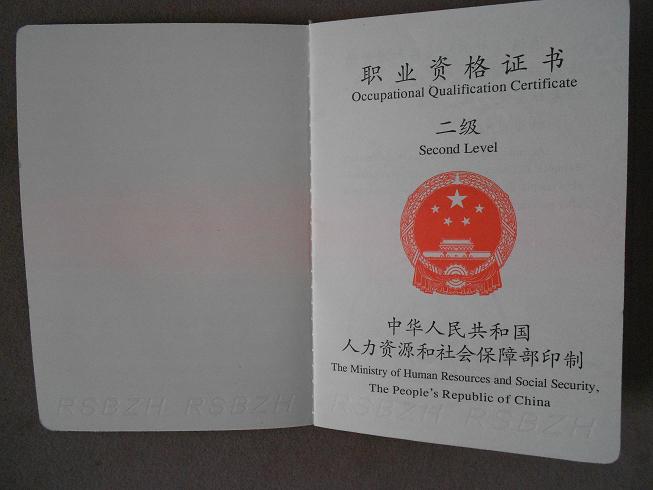 职业资格证书
Occupational Qualification Certificate
二级
Second Level
中华人民共和国
人力资源和社会保障部印制
The Ministry of Human Resources and Social Security,
The People's Republic of China
RSBZH RSBZH RSBZH RSBZH